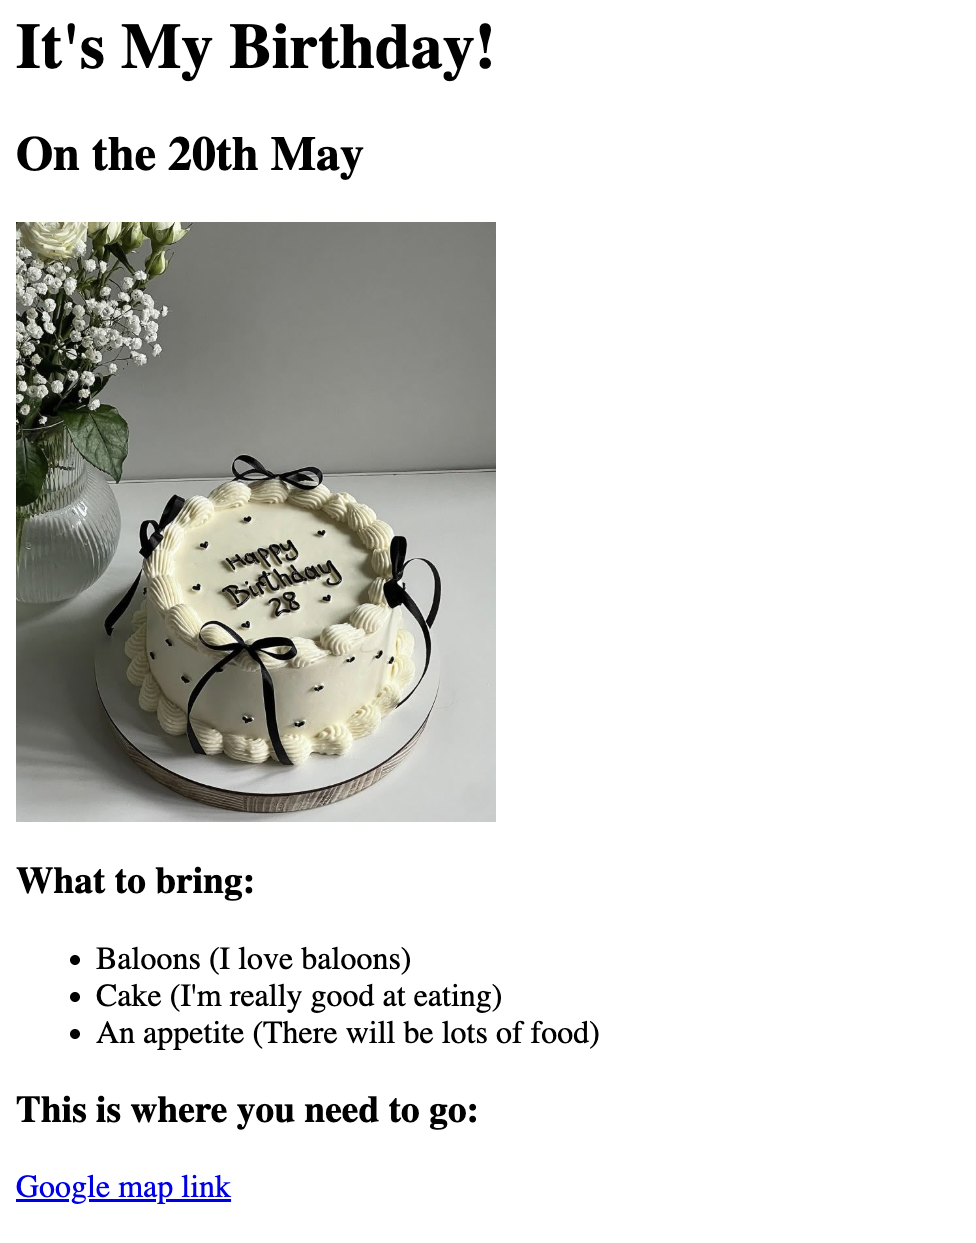 It's My Birthday!
On the 20th May
Happy
Birthday
28
What to bring:
Baloons (I love baloons)
Cake (I'm really good at eating)
An appetite (There will be lots of food)
This is where you need to go:
Google map link